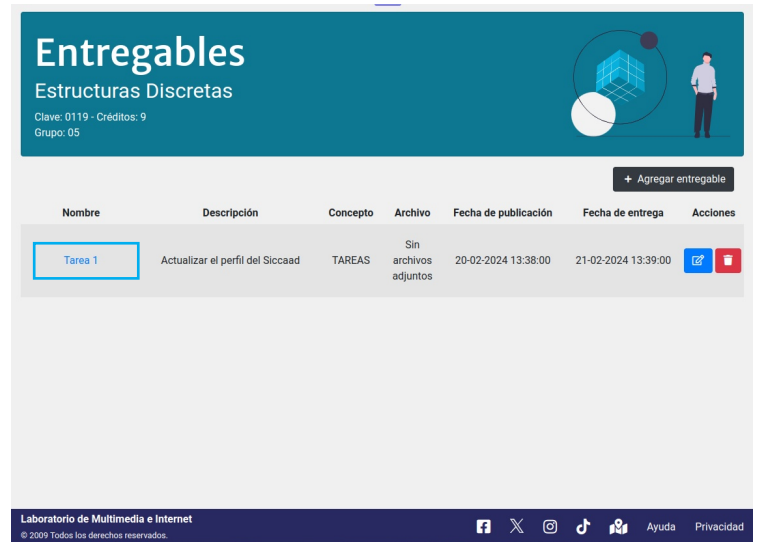 Entregables
Estructuras Discretas
Clave: 0119 - Créditos: 9
Grupo: 05
+ Agregar entregable
Nombre Descripción Concepto Archivo Fecha de publicación Fecha de entrega Acciones
Tarea 1 Actualizar el perfil del Siccaad TAREAS Sin archivos adjuntos 20-02-2024 13:38:00 21-02-2024 13:39:00
Laboratorio de Multimedia e Internet
© 2009 Todos los derechos reservados.
Ayuda Privacidad